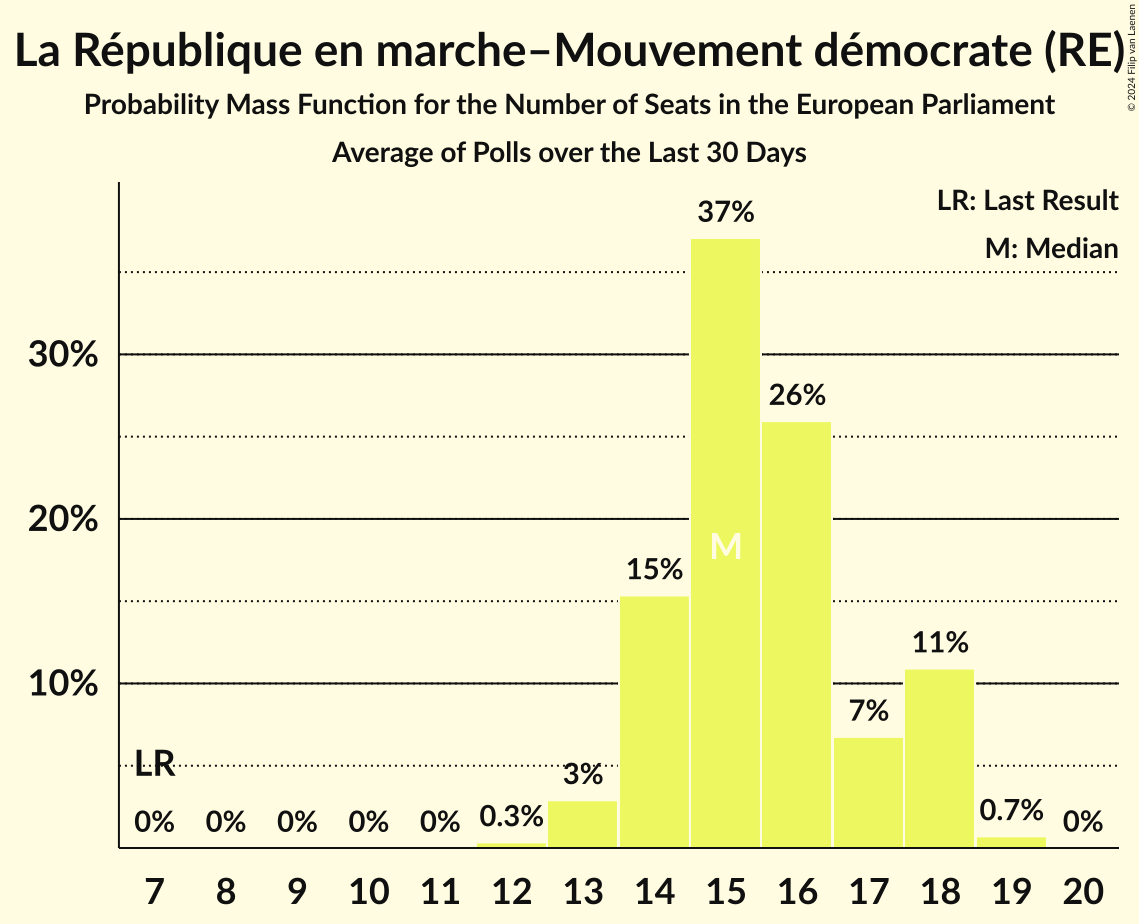 La République en marche–Mouvement démocrate (RE)
© 2024 Filip van Laenen
Probability Mass Function for the Number of Seats in the European Parliament
Average of Polls over the Last 30 Days
LR: Last Result
M: Median
37%
30%
26%
20%
M
15%
11%
10%
7%
LR
3%
0% 0% 0% 0% 0% 0.3% 0.7% 0%
7 8 9 10 11 12 13 14 15 16 17 18 19 20